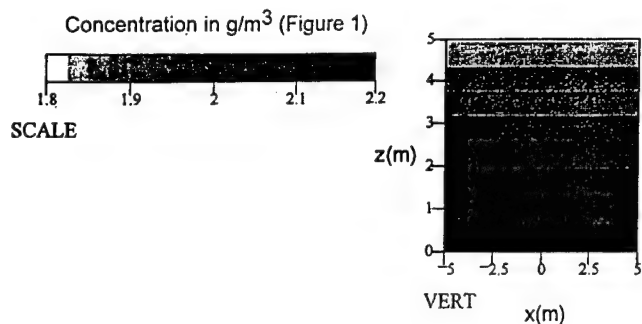 Concentration in g/m³ (Figure 1)
1.8 1.9 2 2.1 2.2
SCALE
5
4
3
z(m)
2
1
0
-5 -2.5 0 2.5 5
VERT x(m)